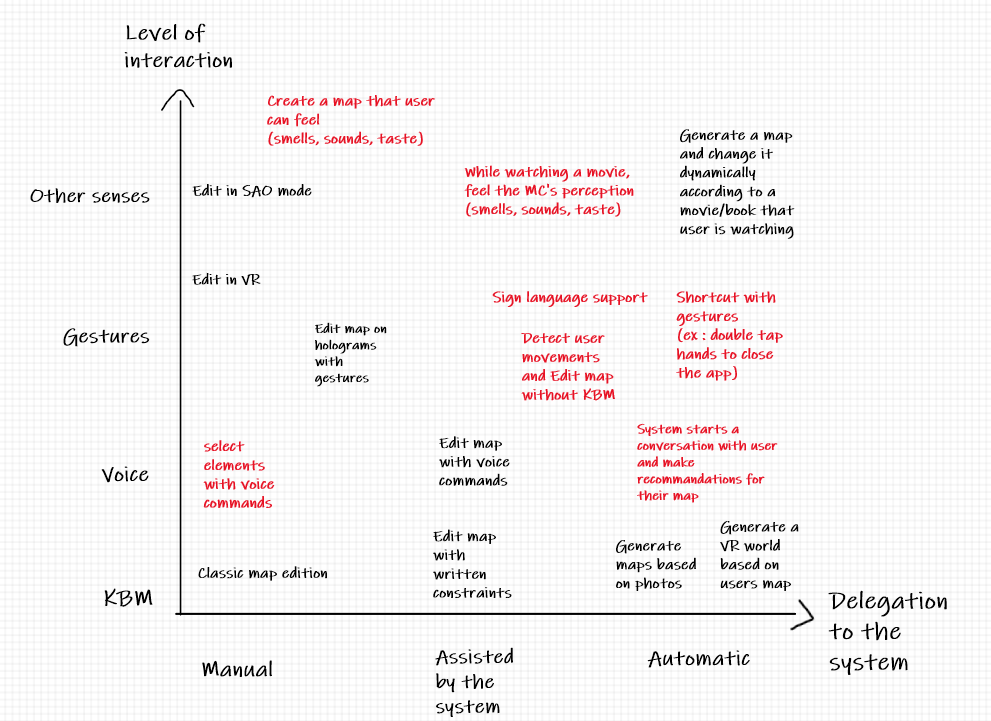 Level of
interaction
Create a map that user
can feel
(smells, sounds, taste)
Generate a map
and change it
dynamically
according to a
movie/book that
user is watching
While watching a movie,
feel the MC's perception
(smells, sounds, taste)
Other senses
Edit in SAO mode
Edit in VR
Sign language support
Shortcut with
gestures
(ex : double tap
hands to close
the app)
Gestures
Edit map on
holograms
with
gestures
Detect user
movements
and Edit map
without KBM
System starts a
conversation with user
and make
recommandations for
their map
Voice
select
elements
with voice
commands
Edit map
with voice
commands
Edit map
with
written
constraints
Generate
maps based
on photos
Generate a
VR world
based on
users map
KBM
Classic map edition
Delegation
to the
system
Manual
Assisted
by the
system
Automatic